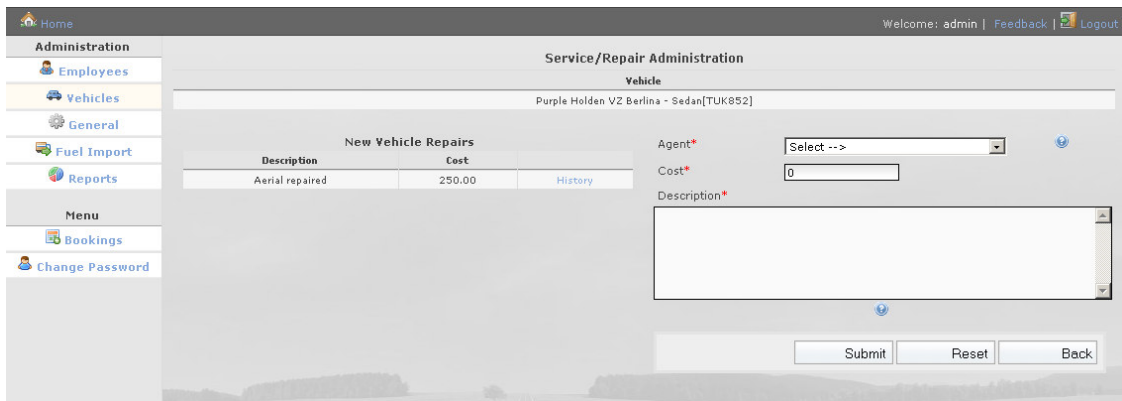 Home
Welcome: admin | Feedback | Logout
Administration
Employees
Vehicles
General
Fuel Import
Reports
Menu
Bookings
Change Password
Service/Repair Administration
Vehicle
Purple Holden VZ Berlina - Sedan[TUK852]
New Vehicle Repairs
Description Cost
Aerial repaired 250.00 History
Agent* Select -->
Cost* 0
Description*
Submit Reset Back